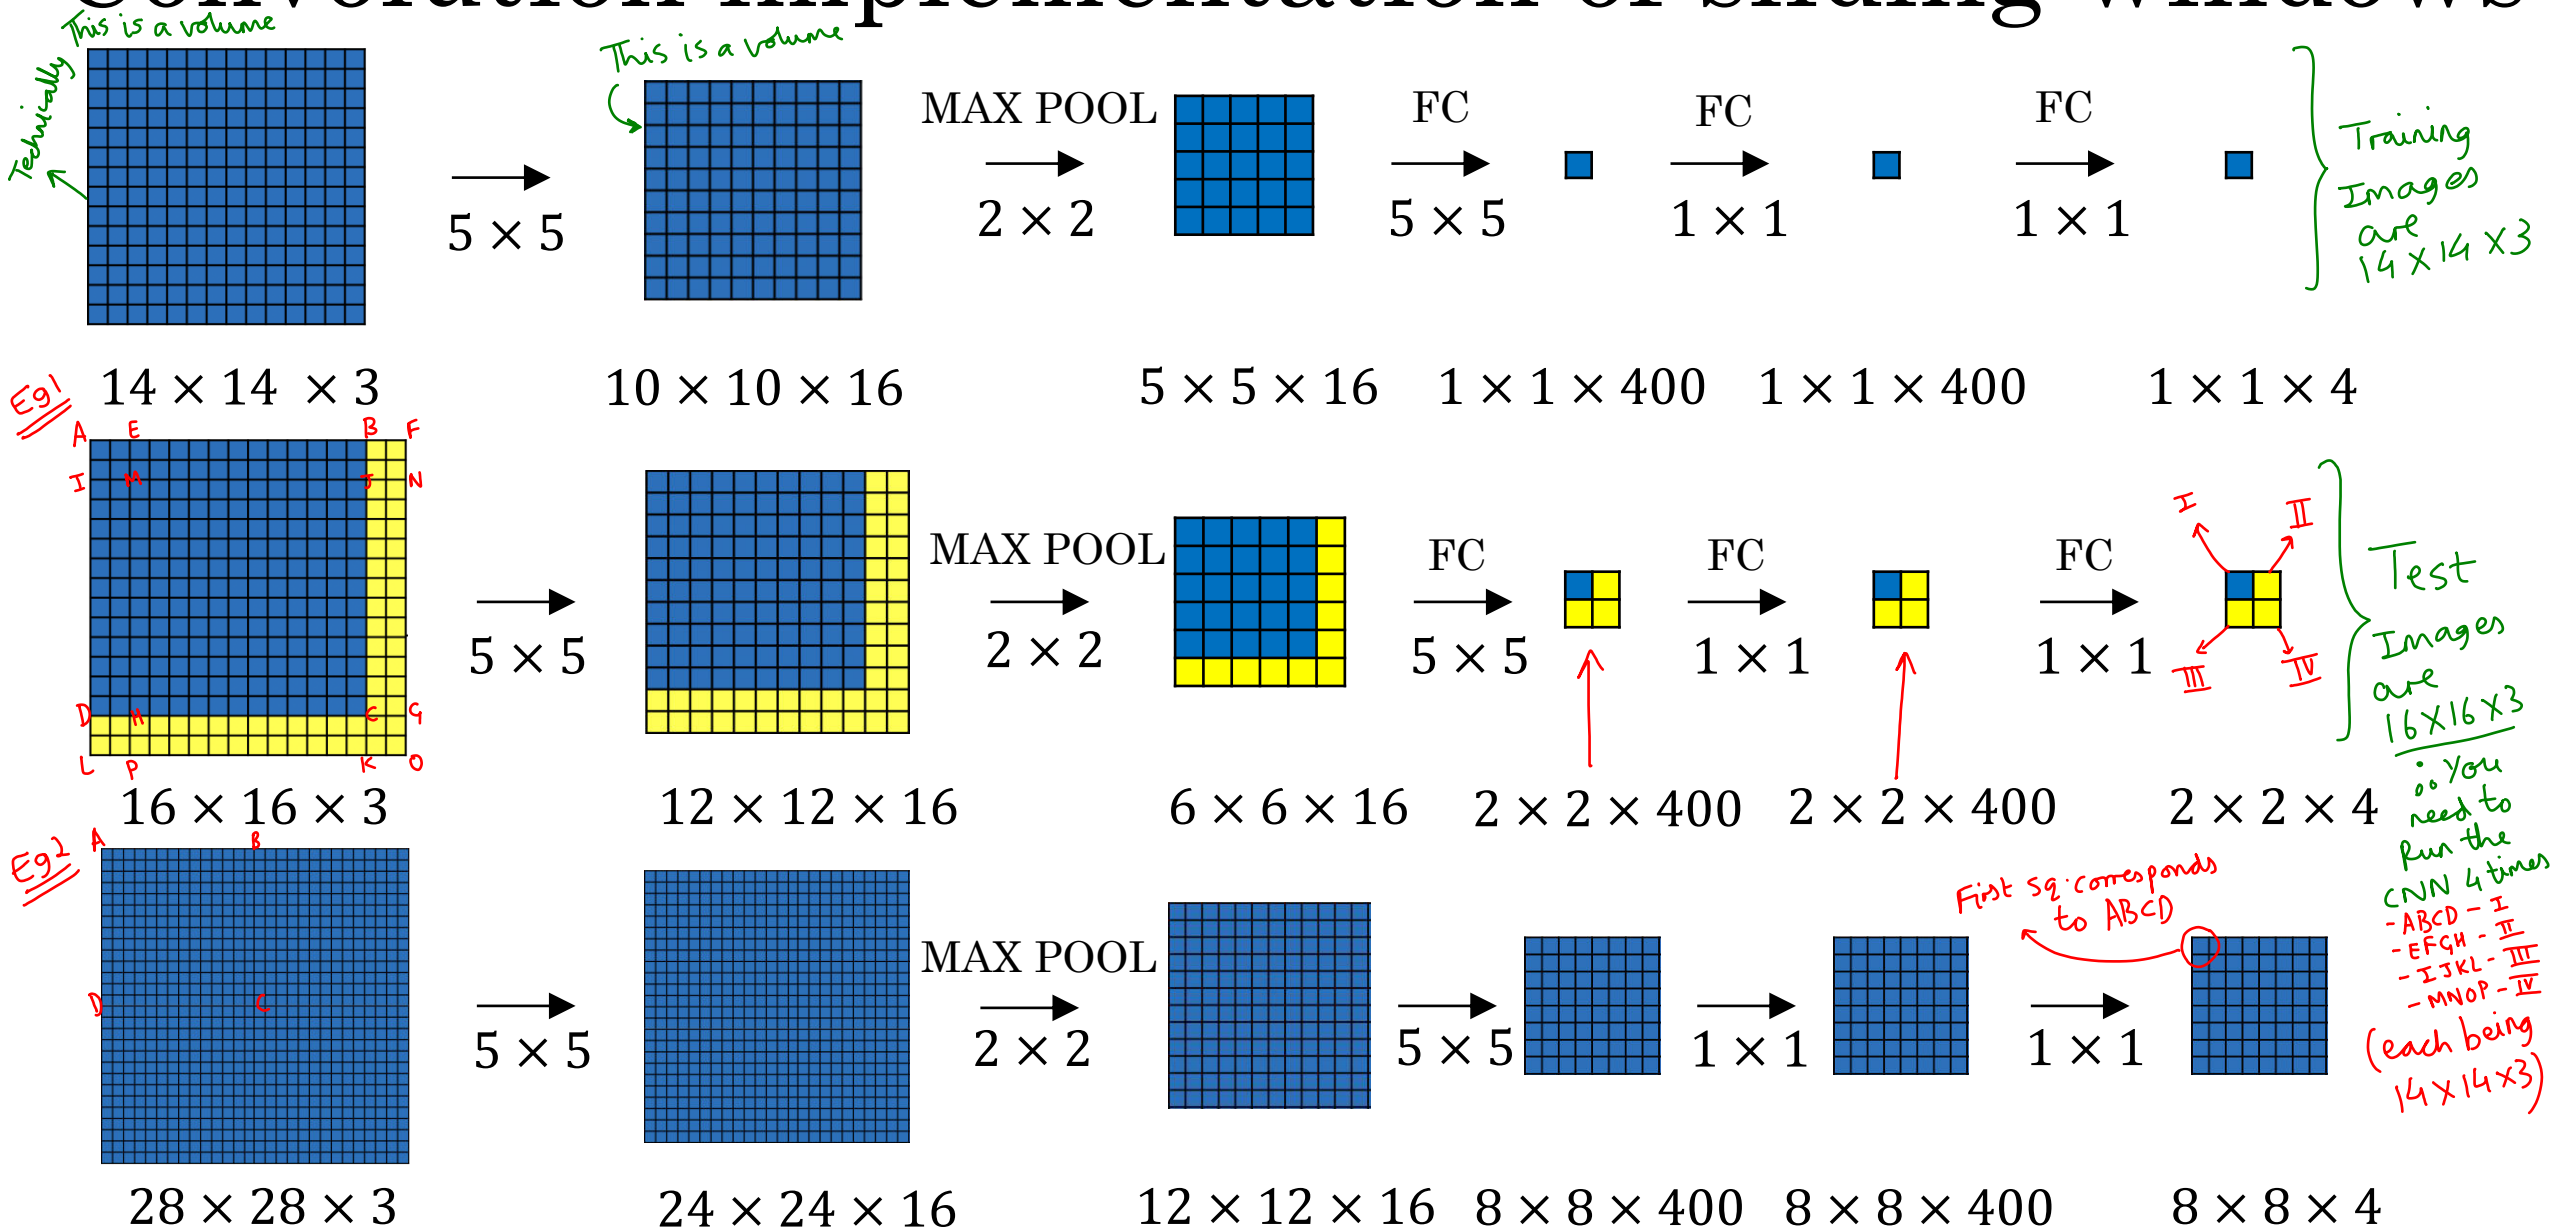 Convolution implementation of sliding windows
This is a volume
Technically
This is a volume
MAX POOL
FC
FC
FC
5 × 5
2 × 2
5 × 5
1 × 1
1 × 1
Training
Images
are
14 × 14 × 3
14 × 14 × 3
10 × 10 × 16
5 × 5 × 16
1 × 1 × 400
1 × 1 × 400
1 × 1 × 4
Eg1
A E B F
I M J N
D H C G
L P K O
MAX POOL
FC
FC
FC
5 × 5
2 × 2
5 × 5
1 × 1
1 × 1
I
II
III
IV
Test
Images
are
16×16×3
∴ You
need to
Run the
CNN 4 times
- ABCD - I
- EFGH - II
- IJKL - III
- MNOP - IV
(each being
14×14×3)
16 × 16 × 3
12 × 12 × 16
6 × 6 × 16
2 × 2 × 400
2 × 2 × 400
2 × 2 × 4
Eg2
A B
D C
First sq. corresponds
to ABCD
MAX POOL
5 × 5
2 × 2
5 × 5
1 × 1
1 × 1
28 × 28 × 3
24 × 24 × 16
12 × 12 × 16
8 × 8 × 400
8 × 8 × 400
8 × 8 × 4